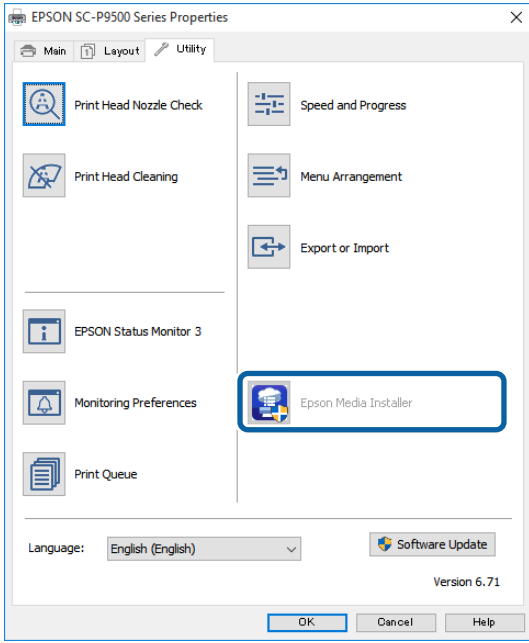 EPSON SC-P9500 Series Properties
Main
Layout
Utility
Print Head Nozzle Check
Speed and Progress
Print Head Cleaning
Menu Arrangement
Export or Import
EPSON Status Monitor 3
Monitoring Preferences
Epson Media Installer
Print Queue
Language:
English (English)
Software Update
Version 6.71
OK
Cancel
Help